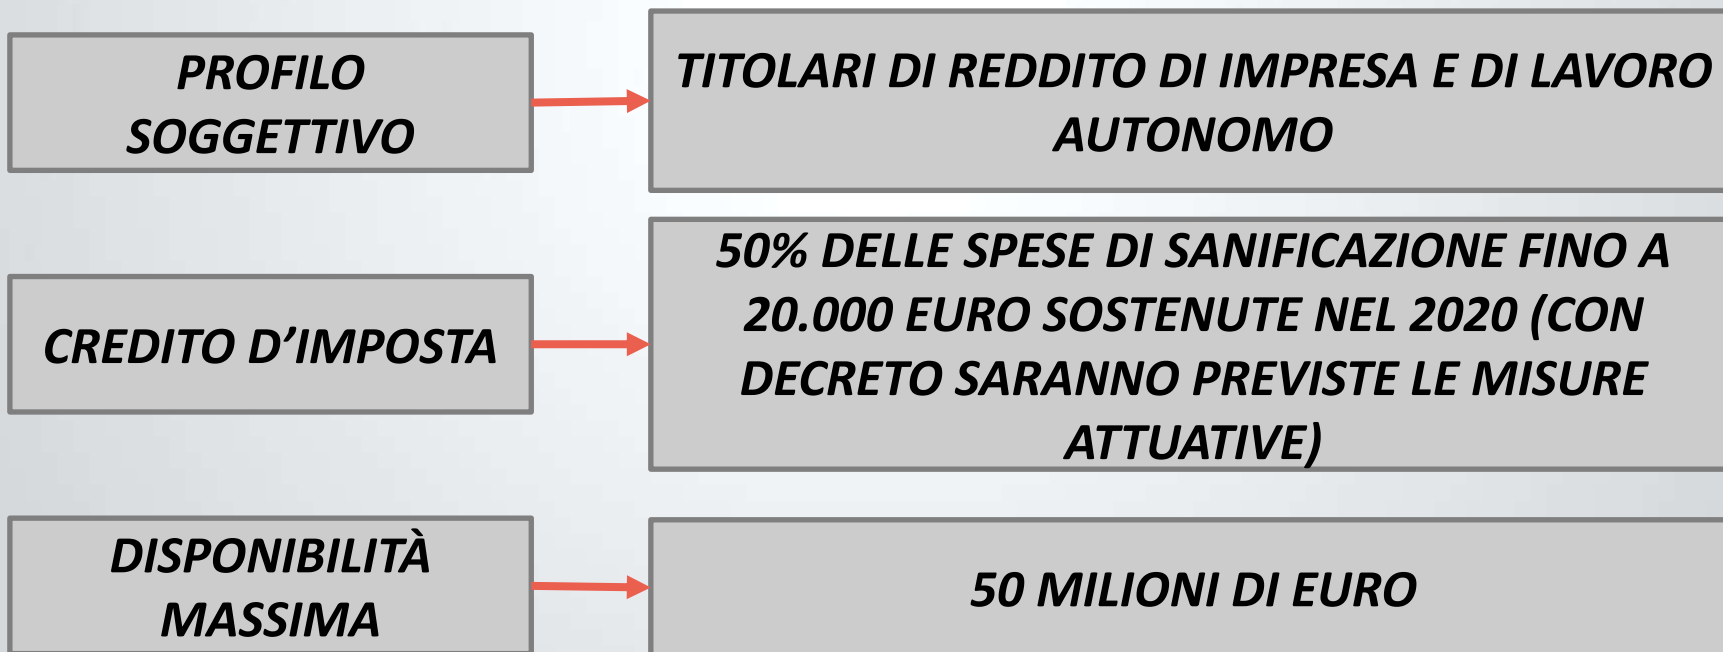 PROFILO
SOGGETTIVO
TITOLARI DI REDDITO DI IMPRESA E DI LAVORO
AUTONOMO
CREDITO D’IMPOSTA
50% DELLE SPESE DI SANIFICAZIONE FINO A
20.000 EURO SOSTENUTE NEL 2020 (CON
DECRETO SARANNO PREVISTE LE MISURE
ATTUATIVE)
DISPONIBILITÀ
MASSIMA
50 MILIONI DI EURO